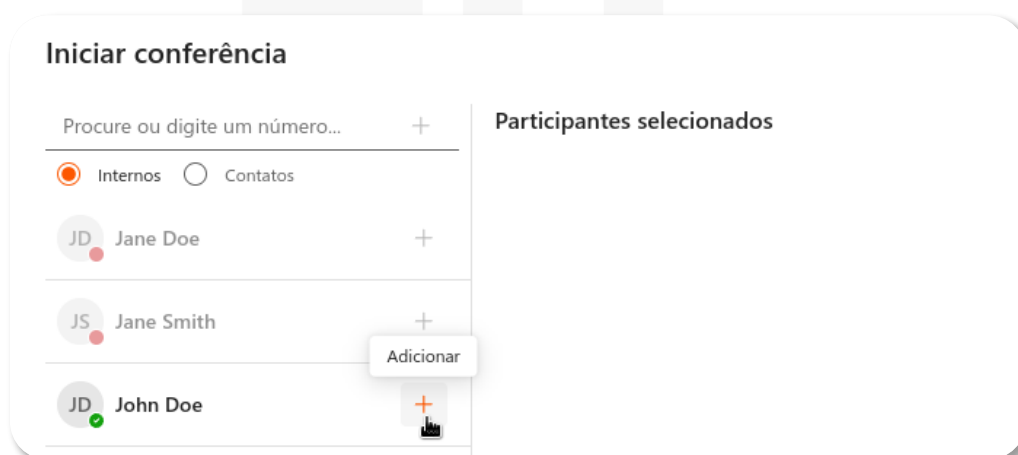 Iniciar conferência
Procure ou digite um número...
Participantes selecionados
Internos Contatos
JD Jane Doe
JS Jane Smith
Adicionar
JD John Doe